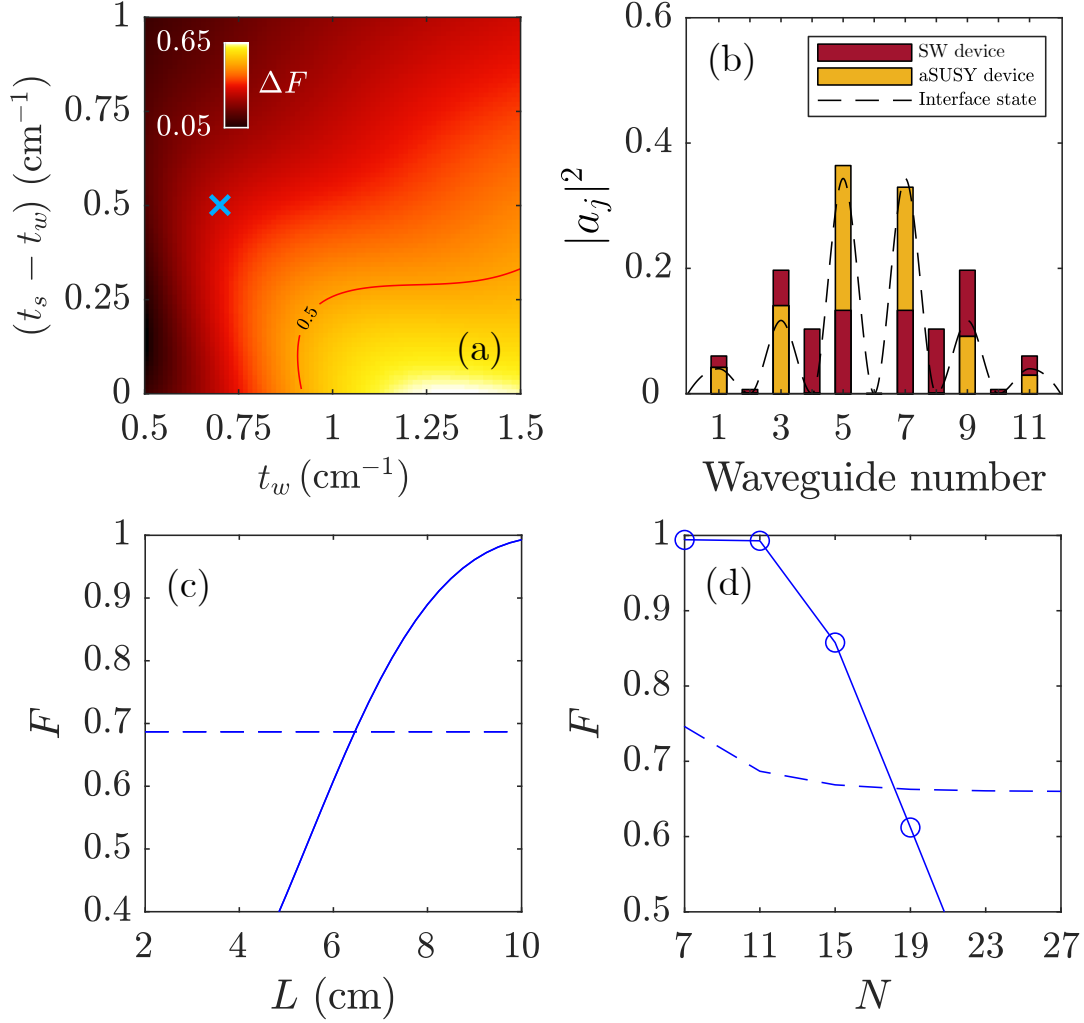 1
0.75
0.5
0.25
0
(t_s − t_w) (cm⁻¹)
0.65
0.05
ΔF
0.5
(a)
0.5 0.75 1 1.25 1.5
t_w (cm⁻¹)
0.6
0.4
0.2
0
|a_j|²
(b)
SW device
aSUSY device
Interface state
1 3 5 7 9 11
Waveguide number
1
0.9
0.8
0.7
0.6
0.5
0.4
F
(c)
2 4 6 8 10
L (cm)
1
0.9
0.8
0.7
0.6
0.5
F
(d)
7 11 15 19 23 27
N